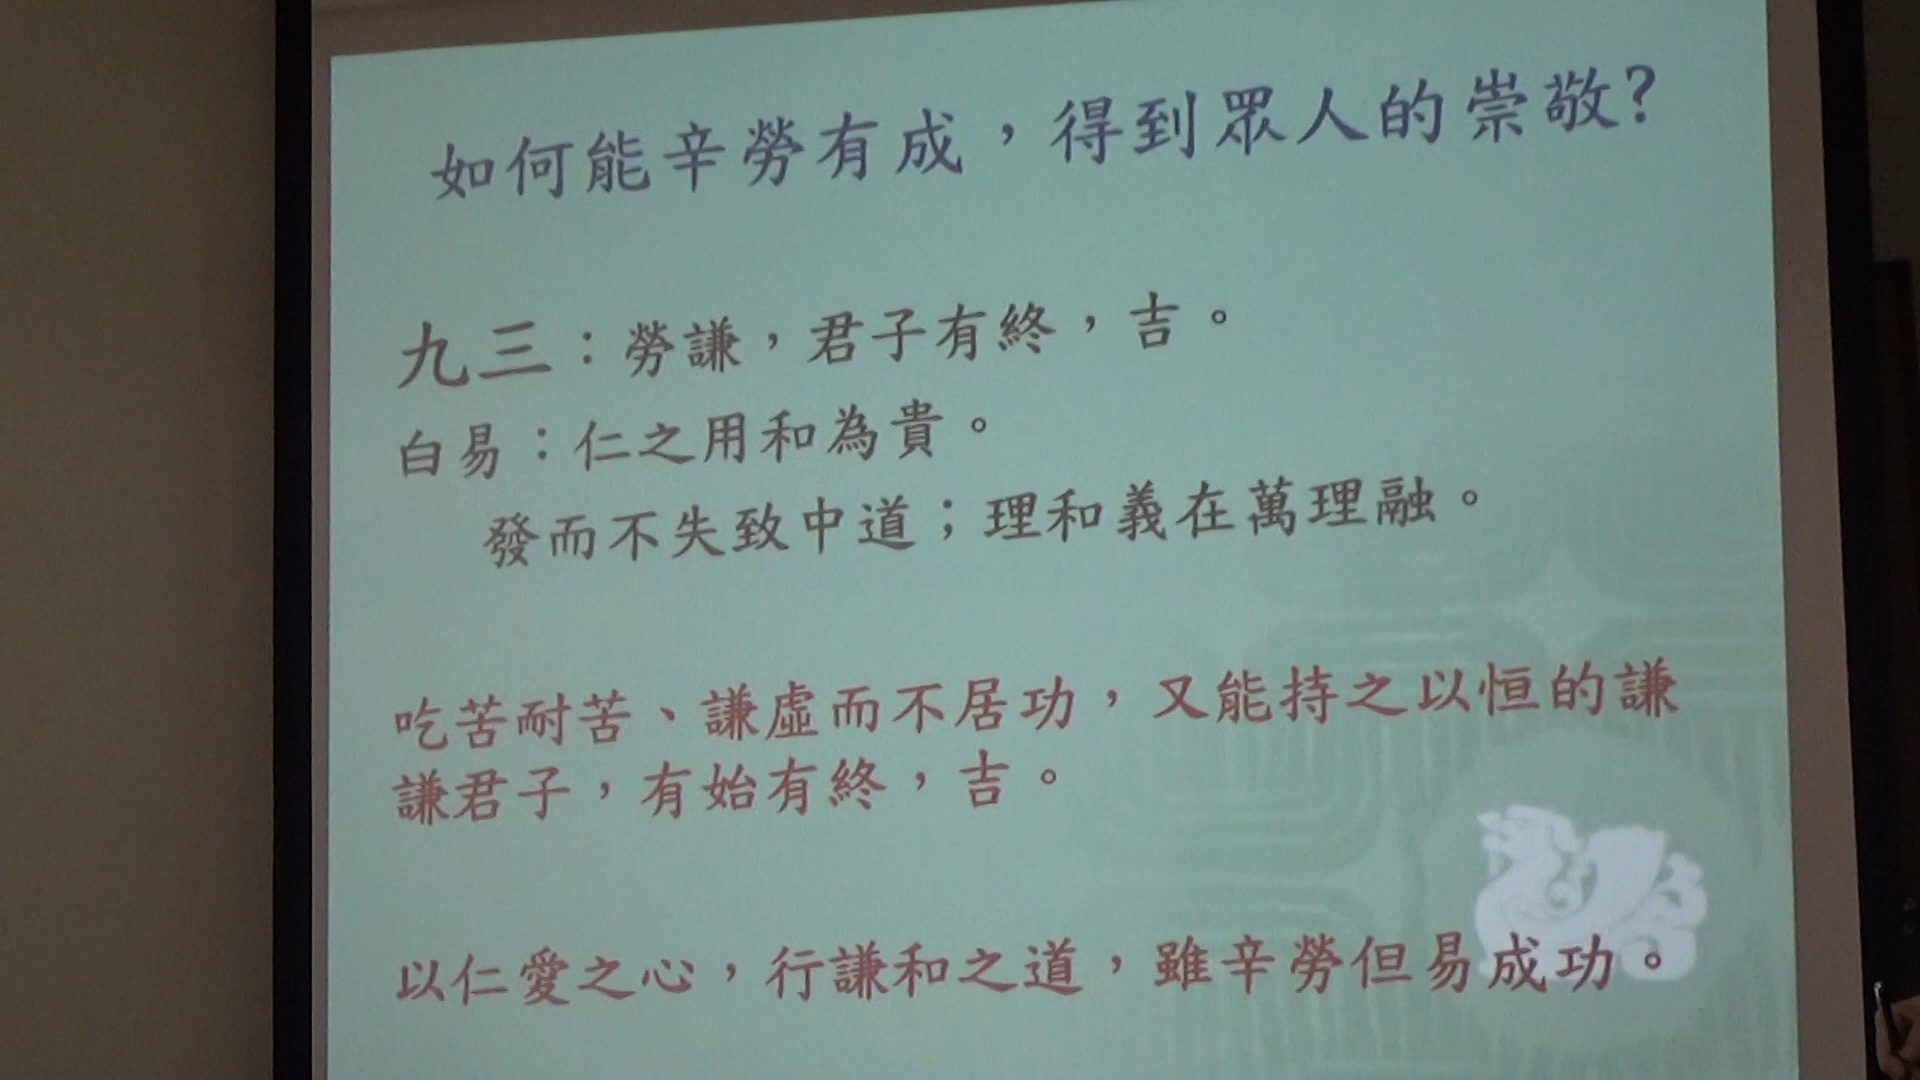 如何能辛勞有成，得到眾人的崇敬?
九三：勞謙，君子有終，吉。
白易：仁之用和為貴。
發而不失致中道；理和義在萬理融。
吃苦耐苦、謙虛而不居功，又能持之以恒的謙
謙君子，有始有終，吉。
以仁愛之心，行謙和之道，雖辛勞但易成功。